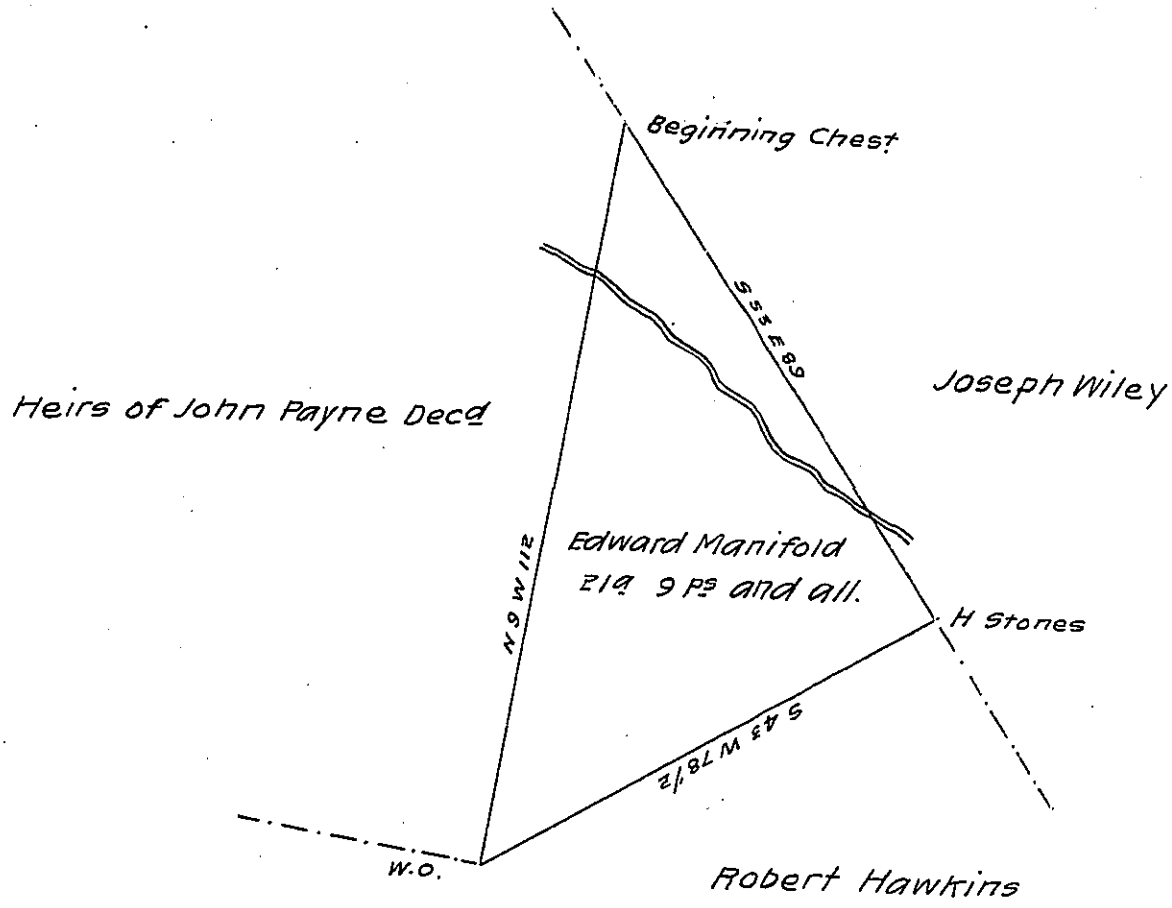 Beginning Chest
S 53 E 89
Joseph Wiley
Heirs of John Payne Decd
N 6 W 112
Edward Manifold
21a 9 ps and all.
H Stones
S 43 W 78 1/2
W.O.
Robert Hawkins